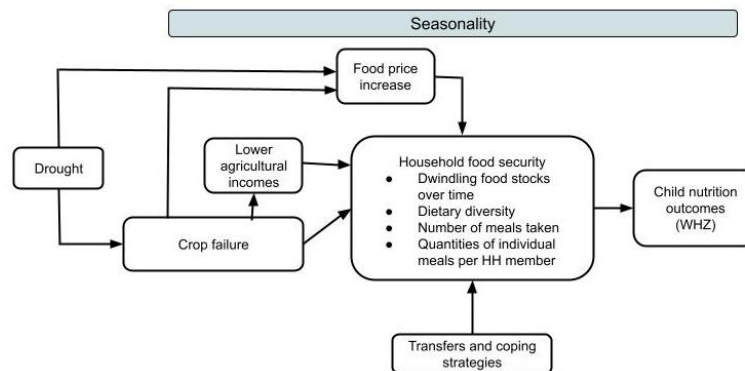 Seasonality
Food price
increase
Drought
Lower
agricultural
incomes
Crop failure
Household food security
● Dwindling food stocks
over time
● Dietary diversity
● Number of meals taken
● Quantities of individual
meals per HH member
Child nutrition
outcomes
(WHZ)
Transfers and coping
strategies